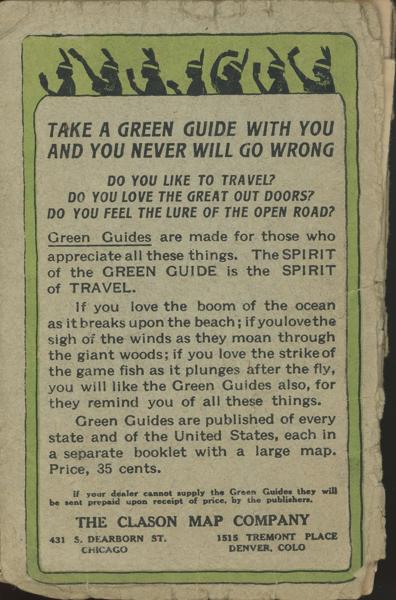 TAKE A GREEN GUIDE WITH YOU
AND YOU NEVER WILL GO WRONG
DO YOU LIKE TO TRAVEL?
DO YOU LOVE THE GREAT OUT DOORS?
DO YOU FEEL THE LURE OF THE OPEN ROAD?
Green Guides are made for those who
appreciate all these things. The SPIRIT
of the GREEN GUIDE is the SPIRIT
of TRAVEL.
If you love the boom of the ocean
as it breaks upon the beach; if you love the
sigh of the winds as they moan through
the giant woods; if you love the strike of
the game fish as it plunges after the fly,
you will like the Green Guides also, for
they remind you of all these things.
Green Guides are published of every
state and of the United States, each in
a separate booklet with a large map.
Price, 35 cents.
If your dealer cannot supply the Green Guides they will
be sent prepaid upon receipt of price, by the publishers.
THE CLASON MAP COMPANY
431 S. DEARBORN ST. 1515 TREMONT PLACE
CHICAGO DENVER, COLO